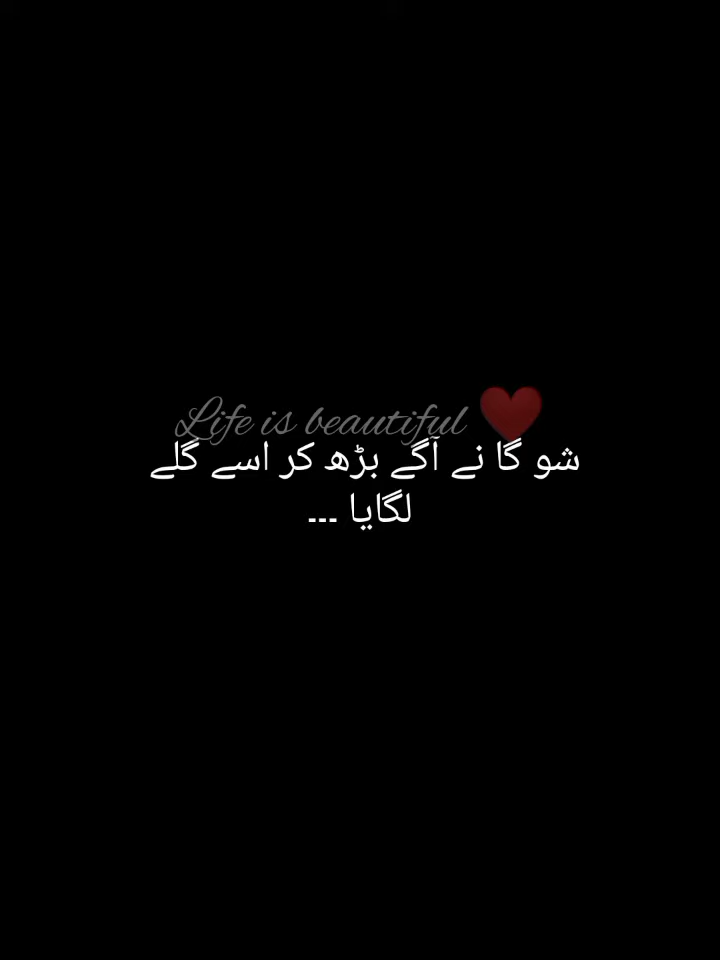 Life is beautiful ❤
شو گا نے آگے بڑھ کر اسے گلے
لگایا ...